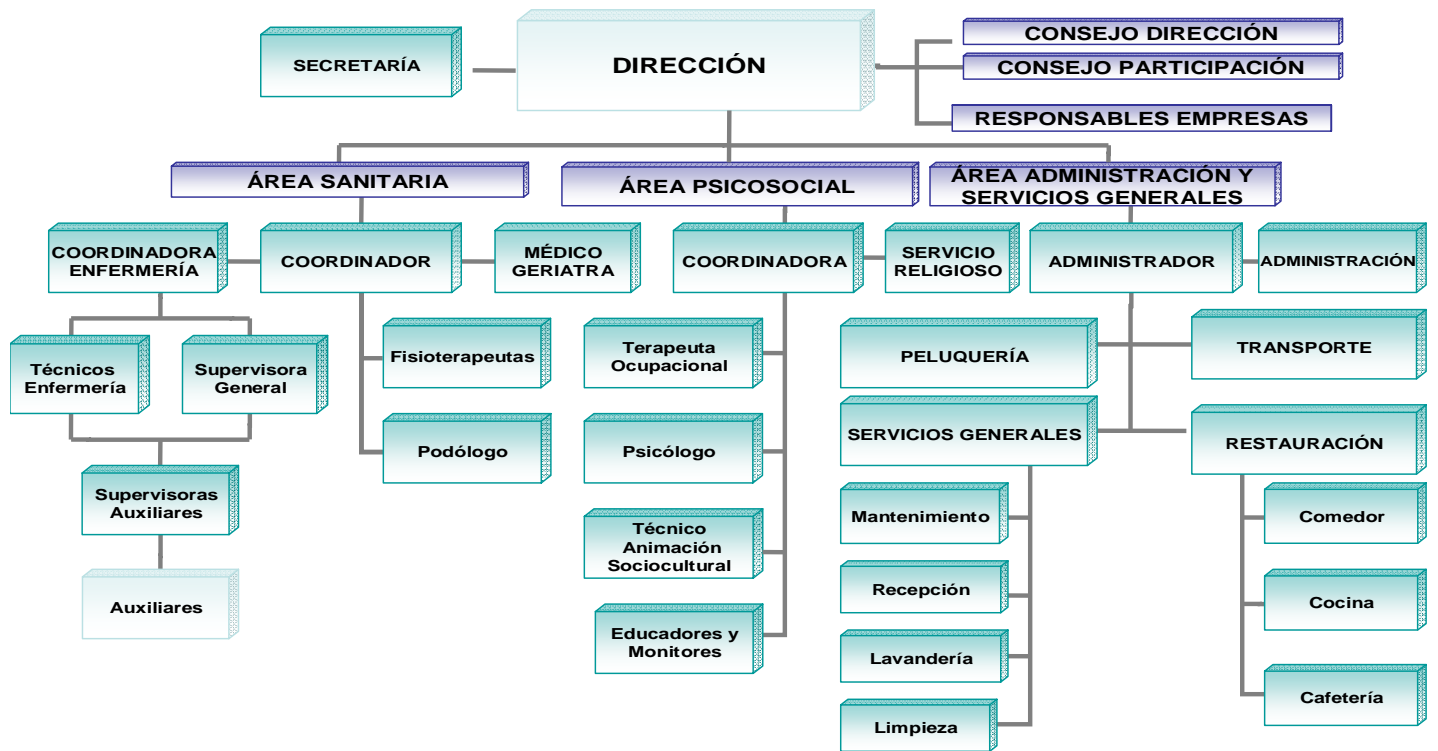 SECRETARÍA
DIRECCIÓN
CONSEJO DIRECCIÓN
CONSEJO PARTICIPACIÓN
RESPONSABLES EMPRESAS
ÁREA SANITARIA
ÁREA PSICOSOCIAL
ÁREA ADMINISTRACIÓN Y
SERVICIOS GENERALES
COORDINADORA
ENFERMERÍA
COORDINADOR
MÉDICO
GERIATRA
COORDINADORA
SERVICIO
RELIGIOSO
ADMINISTRADOR
ADMINISTRACIÓN
Técnicos
Enfermería
Supervisora
General
Fisioterapeutas
Terapeuta
Ocupacional
PELUQUERÍA
TRANSPORTE
Podólogo
Psicólogo
SERVICIOS GENERALES
RESTAURACIÓN
Supervisoras
Auxiliares
Técnico
Animación
Sociocultural
Mantenimiento
Comedor
Auxiliares
Educadores y
Monitores
Recepción
Cocina
Lavandería
Cafetería
Limpieza